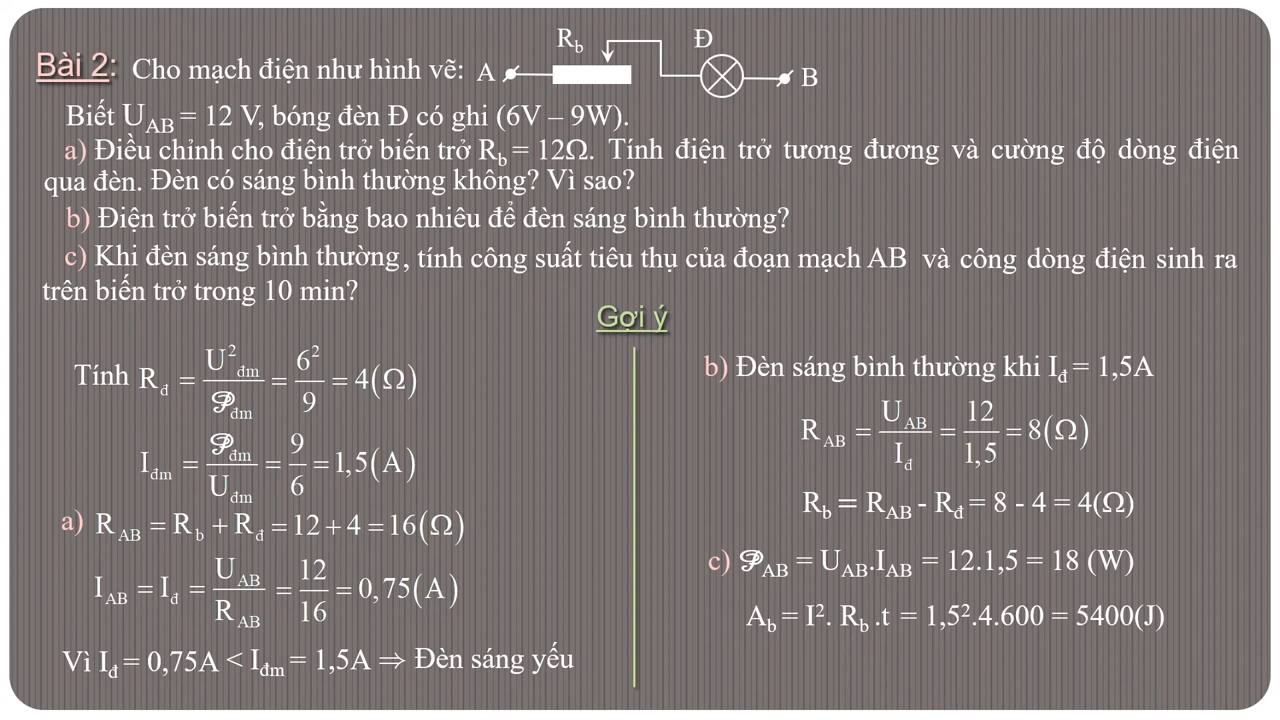 Bài 2: Cho mạch điện như hình vẽ: A R_b Đ B
Biết U_AB = 12 V, bóng đèn Đ có ghi (6V – 9W).
a) Điều chỉnh cho điện trở biến trở R_b = 12Ω. Tính điện trở tương đương và cường độ dòng điện
qua đèn. Đèn có sáng bình thường không? Vì sao?
b) Điện trở biến trở bằng bao nhiêu để đèn sáng bình thường?
c) Khi đèn sáng bình thường, tính công suất tiêu thụ của đoạn mạch AB và công dòng điện sinh ra
trên biến trở trong 10 min?
Gợi ý
Tính R_đ = U²_đm / 𝒫_đm = 6² / 9 = 4(Ω)
I_đm = 𝒫_đm / U_đm = 9 / 6 = 1,5(A)
a) R_AB = R_b + R_đ = 12 + 4 = 16(Ω)
I_AB = I_đ = U_AB / R_AB = 12 / 16 = 0,75(A)
Vì I_đ = 0,75A < I_đm = 1,5A ⇒ Đèn sáng yếu
b) Đèn sáng bình thường khi I_đ = 1,5A
R_AB = U_AB / I_đ = 12 / 1,5 = 8(Ω)
R_b = R_AB - R_đ = 8 - 4 = 4(Ω)
c) 𝒫_AB = U_AB.I_AB = 12.1,5 = 18 (W)
A_b = I². R_b .t = 1,5².4.600 = 5400(J)